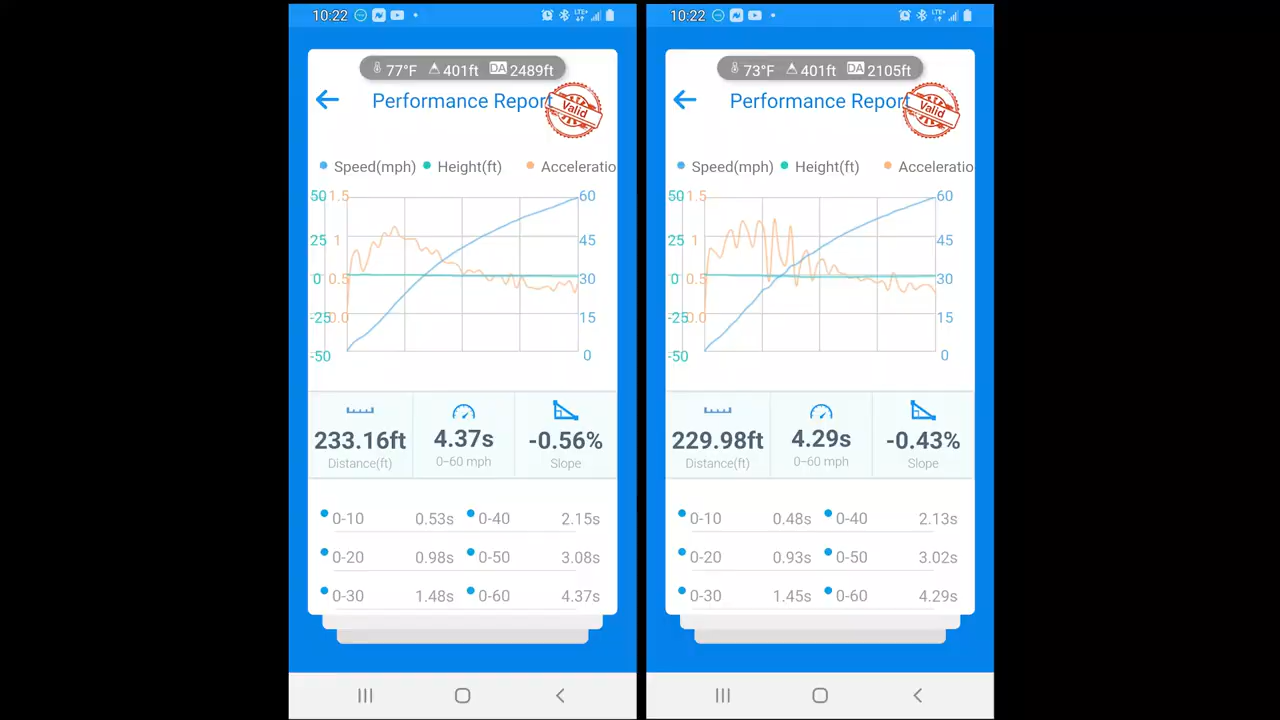 10:22
LTE+
77°F 401ft DA 2489ft
Performance Report
Valid
Speed(mph) Height(ft) Acceleratio
50 1.5 60
25 1 45
0 0.5 30
-25 0.0 15
-50 0
233.16ft 4.37s -0.56%
Distance(ft) 0-60 mph Slope
0-10 0.53s 0-40 2.15s
0-20 0.98s 0-50 3.08s
0-30 1.48s 0-60 4.37s
10:22
LTE+
73°F 401ft DA 2105ft
Performance Report
Valid
Speed(mph) Height(ft) Acceleratio
50 1.5 60
25 1 45
0 0.5 30
-25 0.0 15
-50 0
229.98ft 4.29s -0.43%
Distance(ft) 0-60 mph Slope
0-10 0.48s 0-40 2.13s
0-20 0.93s 0-50 3.02s
0-30 1.45s 0-60 4.29s